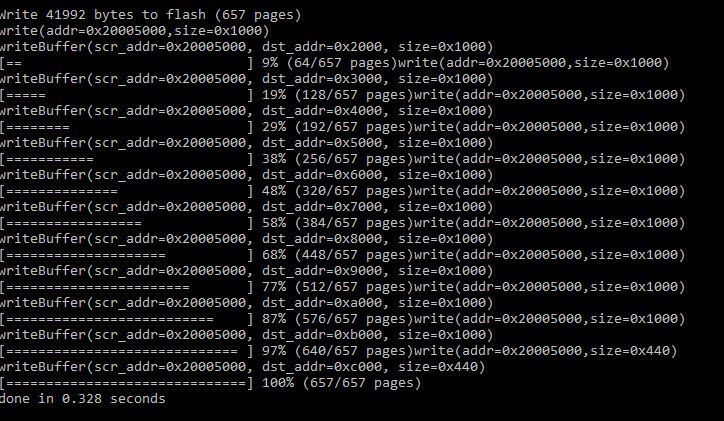 Write 41992 bytes to flash (657 pages)
write(addr=0x20005000,size=0x1000)
writeBuffer(scr_addr=0x20005000, dst_addr=0x2000, size=0x1000)
[==                            ] 9% (64/657 pages)write(addr=0x20005000,size=0x1000)
writeBuffer(scr_addr=0x20005000, dst_addr=0x3000, size=0x1000)
[=====                         ] 19% (128/657 pages)write(addr=0x20005000,size=0x1000)
writeBuffer(scr_addr=0x20005000, dst_addr=0x4000, size=0x1000)
[========                      ] 29% (192/657 pages)write(addr=0x20005000,size=0x1000)
writeBuffer(scr_addr=0x20005000, dst_addr=0x5000, size=0x1000)
[===========                   ] 38% (256/657 pages)write(addr=0x20005000,size=0x1000)
writeBuffer(scr_addr=0x20005000, dst_addr=0x6000, size=0x1000)
[==============                ] 48% (320/657 pages)write(addr=0x20005000,size=0x1000)
writeBuffer(scr_addr=0x20005000, dst_addr=0x7000, size=0x1000)
[=================             ] 58% (384/657 pages)write(addr=0x20005000,size=0x1000)
writeBuffer(scr_addr=0x20005000, dst_addr=0x8000, size=0x1000)
[====================          ] 68% (448/657 pages)write(addr=0x20005000,size=0x1000)
writeBuffer(scr_addr=0x20005000, dst_addr=0x9000, size=0x1000)
[=======================       ] 77% (512/657 pages)write(addr=0x20005000,size=0x1000)
writeBuffer(scr_addr=0x20005000, dst_addr=0xa000, size=0x1000)
[==========================    ] 87% (576/657 pages)write(addr=0x20005000,size=0x1000)
writeBuffer(scr_addr=0x20005000, dst_addr=0xb000, size=0x1000)
[============================= ] 97% (640/657 pages)write(addr=0x20005000,size=0x440)
writeBuffer(scr_addr=0x20005000, dst_addr=0xc000, size=0x440)
[==============================] 100% (657/657 pages)
done in 0.328 seconds